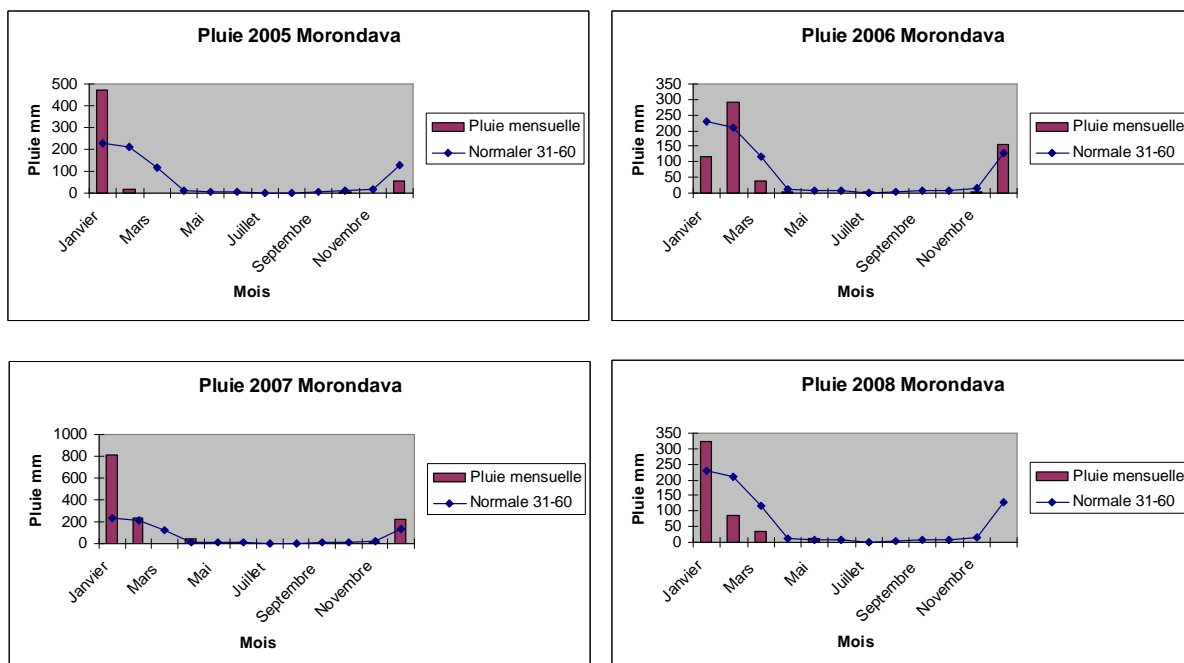 Pluie 2005 Morondava
Pluie mm
500
400
300
200
100
0
Janvier
Mars
Mai
Juillet
Septembre
Novembre
Mois
Pluie mensuelle
Normaler 31-60
Pluie 2006 Morondava
Pluie mm
350
300
250
200
150
100
50
0
Janvier
Mars
Mai
Juillet
Septembre
Novembre
Mois
Pluie mensuelle
Normale 31-60
Pluie 2007 Morondava
Pluie mm
1000
800
600
400
200
0
Janvier
Mars
Mai
Juillet
Septembre
Novembre
Mois
Pluie mensuelle
Normale 31-60
Pluie 2008 Morondava
Pluie mm
350
300
250
200
150
100
50
0
Janvier
Mars
Mai
Juillet
Septembre
Novembre
Mois
Pluie mensuelle
Normale 31-60